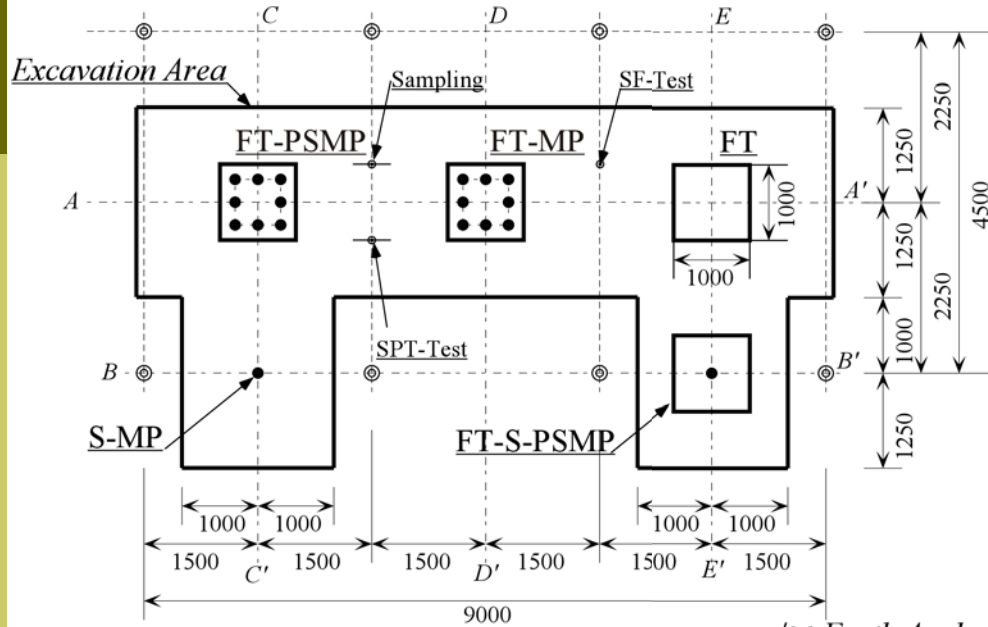 C D E
Excavation Area
Sampling
SF-Test
FT-PSMP FT-MP FT
A A'
1000
1000
1250
2250
4500
1250
2250
1000
1250
SPT-Test
B B'
S-MP
FT-S-PSMP
1000 1000 1000 1000
1500 1500 1500 1500 1500 1500
C' D' E'
9000